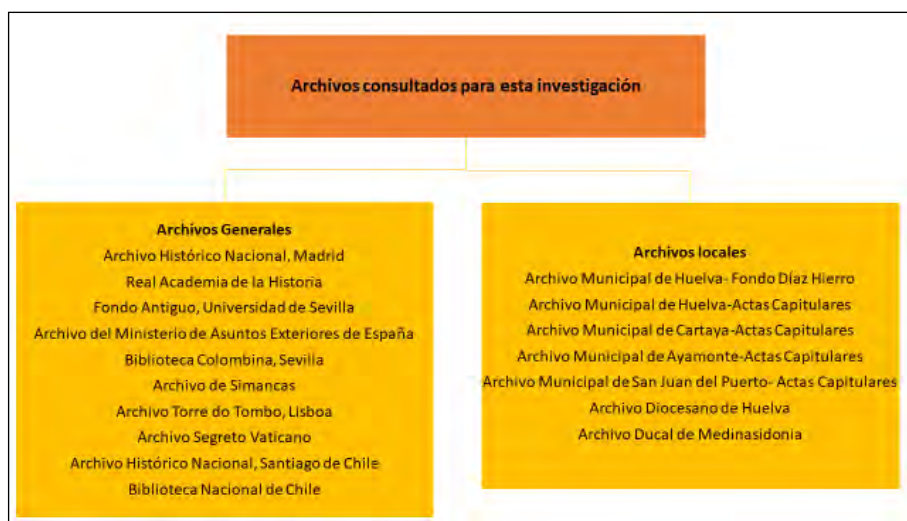 Archivos consultados para esta investigación
Archivos Generales
Archivo Histórico Nacional, Madrid
Real Academia de la Historia
Fondo Antiguo, Universidad de Sevilla
Archivo del Ministerio de Asuntos Exteriores de España
Biblioteca Colombina, Sevilla
Archivo de Simancas
Archivo Torre do Tombo, Lisboa
Archivo Segreto Vaticano
Archivo Histórico Nacional, Santiago de Chile
Biblioteca Nacional de Chile
Archivos locales
Archivo Municipal de Huelva- Fondo Díaz Hierro
Archivo Municipal de Huelva-Actas Capitulares
Archivo Municipal de Cartaya-Actas Capitulares
Archivo Municipal de Ayamonte-Actas Capitulares
Archivo Municipal de San Juan del Puerto- Actas Capitulares
Archivo Diocesano de Huelva
Archivo Ducal de Medinasidonia